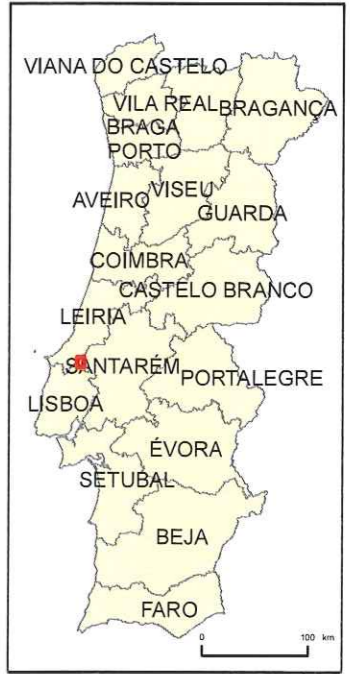 VIANA DO CASTELO
VILA REAL
BRAGANÇA
BRAGA
PORTO
VISEU
AVEIRO
GUARDA
COIMBRA
CASTELO BRANCO
LEIRIA
SANTARÉM
PORTALEGRE
LISBOA
ÉVORA
SETUBAL
BEJA
FARO
0 100 km